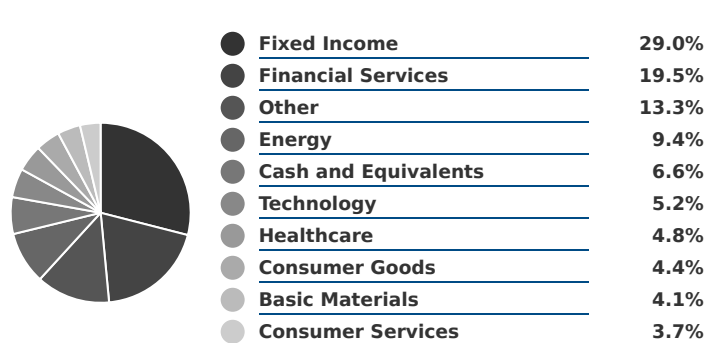 Fixed Income 29.0%
Financial Services 19.5%
Other 13.3%
Energy 9.4%
Cash and Equivalents 6.6%
Technology 5.2%
Healthcare 4.8%
Consumer Goods 4.4%
Basic Materials 4.1%
Consumer Services 3.7%